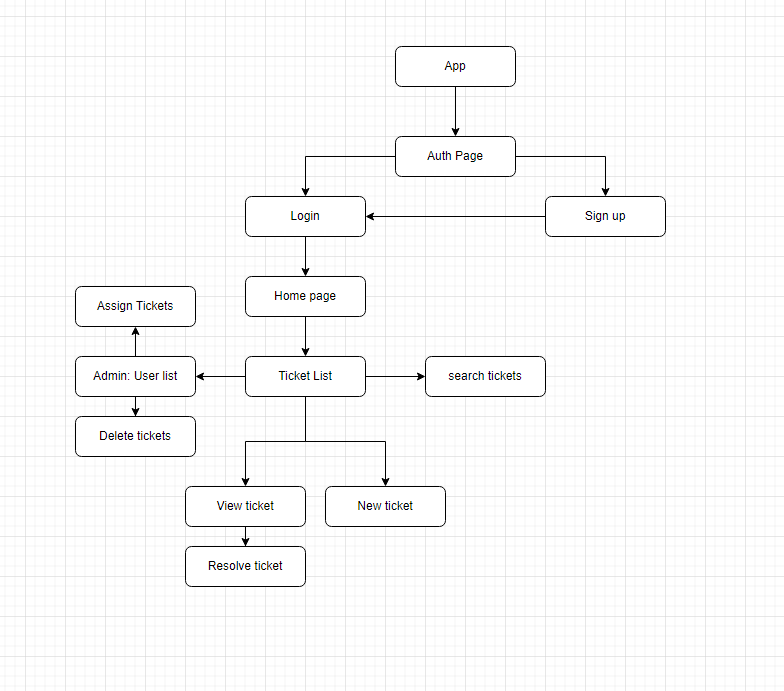 App
Auth Page
Login
Sign up
Home page
Assign Tickets
Admin: User list
Ticket List
search tickets
Delete tickets
View ticket
New ticket
Resolve ticket